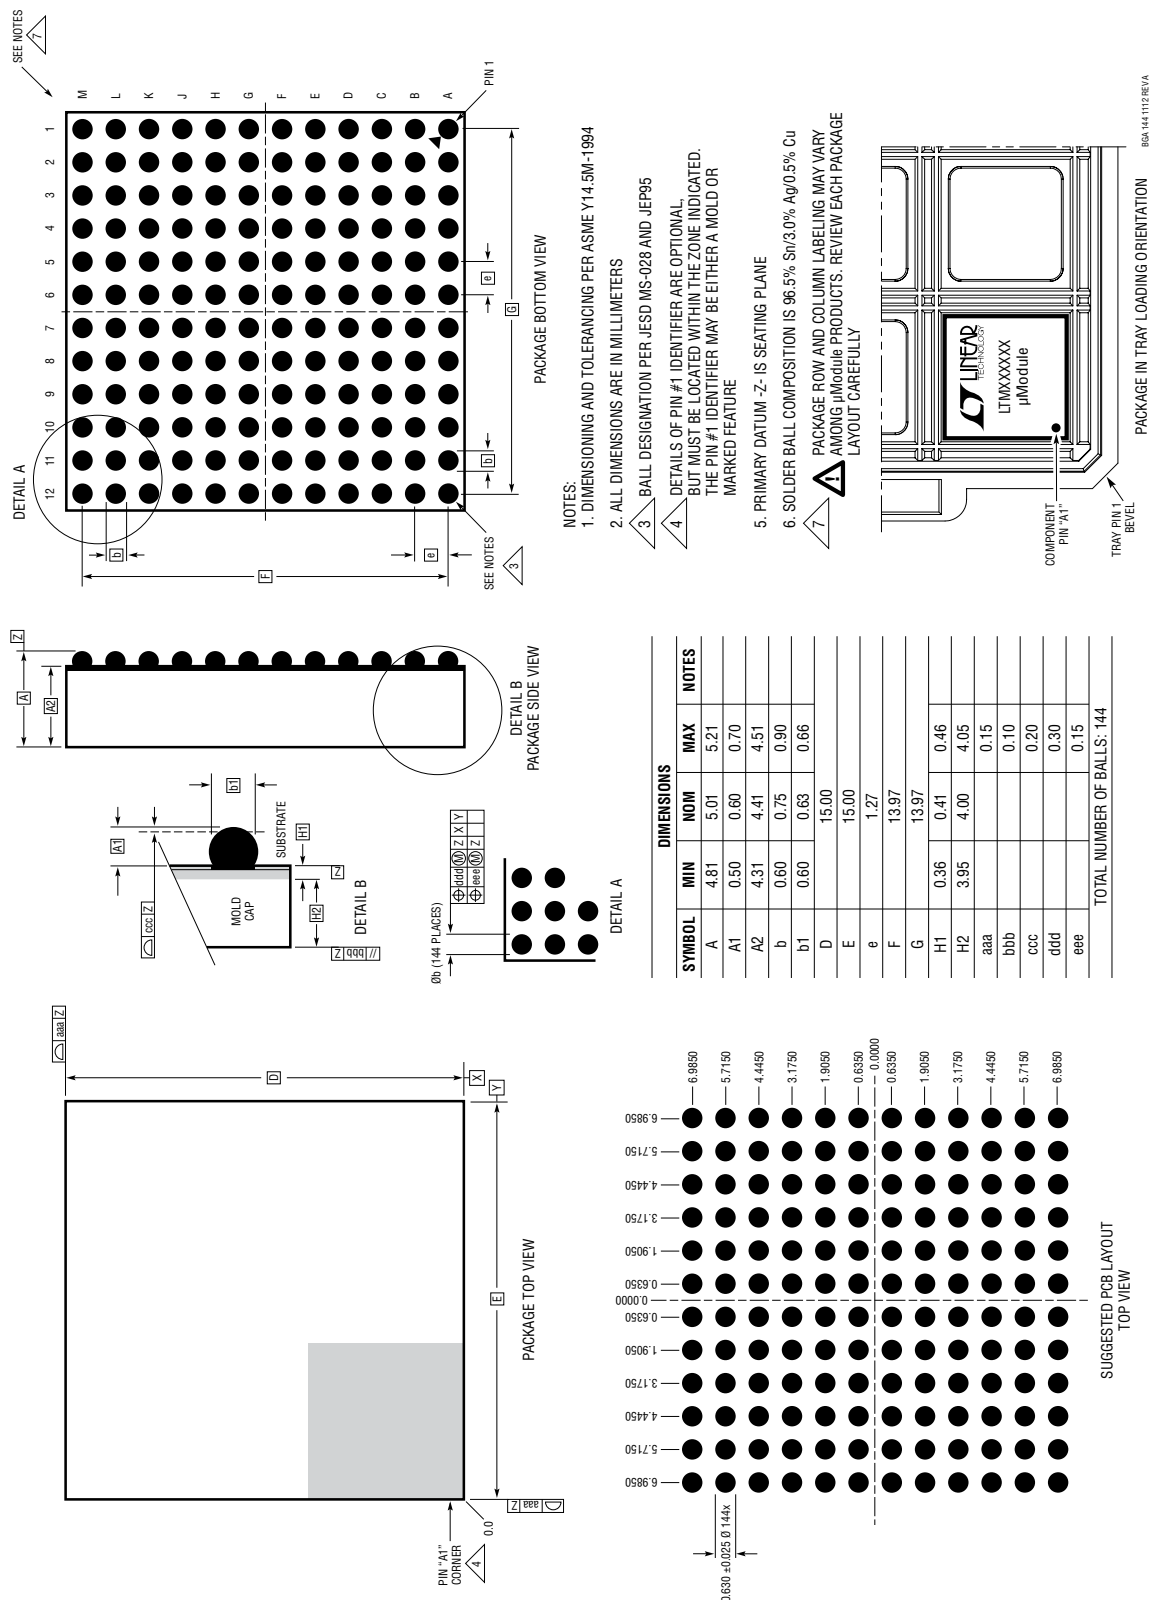 aaa Z
D
X
Y
E
PACKAGE TOP VIEW
PIN “A1”
CORNER
4
0.0
aaa Z
ccc Z
A1
b1
MOLD
CAP
SUBSTRATE
H1
H2
Z
// bbb Z
DETAIL B
Øb (144 PLACES)
ddd M Z X Y
eee M Z
DETAIL A
A
A2
Z
DETAIL B
PACKAGE SIDE VIEW
DETAIL A
SEE NOTES
7
1 2 3 4 5 6 7 8 9 10 11 12
M
L
K
J
H
G
F
E
D
C
B
A
PIN 1
b
F
e
e
b
G
SEE NOTES
3
PACKAGE BOTTOM VIEW
0.630 ±0.025 Ø 144x
6.9850
5.7150
4.4450
3.1750
1.9050
0.6350
0.0000
0.6350
1.9050
3.1750
4.4450
5.7150
6.9850
6.9850
5.7150
4.4450
3.1750
1.9050
0.6350
0.0000
0.6350
1.9050
3.1750
4.4450
5.7150
6.9850
SUGGESTED PCB LAYOUT
TOP VIEW
DIMENSIONS
SYMBOL MIN NOM MAX NOTES
A 4.81 5.01 5.21
A1 0.50 0.60 0.70
A2 4.31 4.41 4.51
b 0.60 0.75 0.90
b1 0.60 0.63 0.66
D 15.00
E 15.00
e 1.27
F 13.97
G 13.97
H1 0.36 0.41 0.46
H2 3.95 4.00 4.05
aaa 0.15
bbb 0.10
ccc 0.20
ddd 0.30
eee 0.15
TOTAL NUMBER OF BALLS: 144
NOTES:
1. DIMENSIONING AND TOLERANCING PER ASME Y14.5M-1994
2. ALL DIMENSIONS ARE IN MILLIMETERS
3 BALL DESIGNATION PER JESD MS-028 AND JEP95
4 DETAILS OF PIN #1 IDENTIFIER ARE OPTIONAL,
BUT MUST BE LOCATED WITHIN THE ZONE INDICATED.
THE PIN #1 IDENTIFIER MAY BE EITHER A MOLD OR
MARKED FEATURE
5. PRIMARY DATUM -Z- IS SEATING PLANE
6. SOLDER BALL COMPOSITION IS 96.5% Sn/3.0% Ag/0.5% Cu
7 ! PACKAGE ROW AND COLUMN LABELING MAY VARY
AMONG µModule PRODUCTS. REVIEW EACH PACKAGE
LAYOUT CAREFULLY
LT LINEAR
TECHNOLOGY
LTMXXXXXX
µModule
COMPONENT
PIN “A1”
TRAY PIN 1
BEVEL
PACKAGE IN TRAY LOADING ORIENTATION
BGA 144 1112 REV A